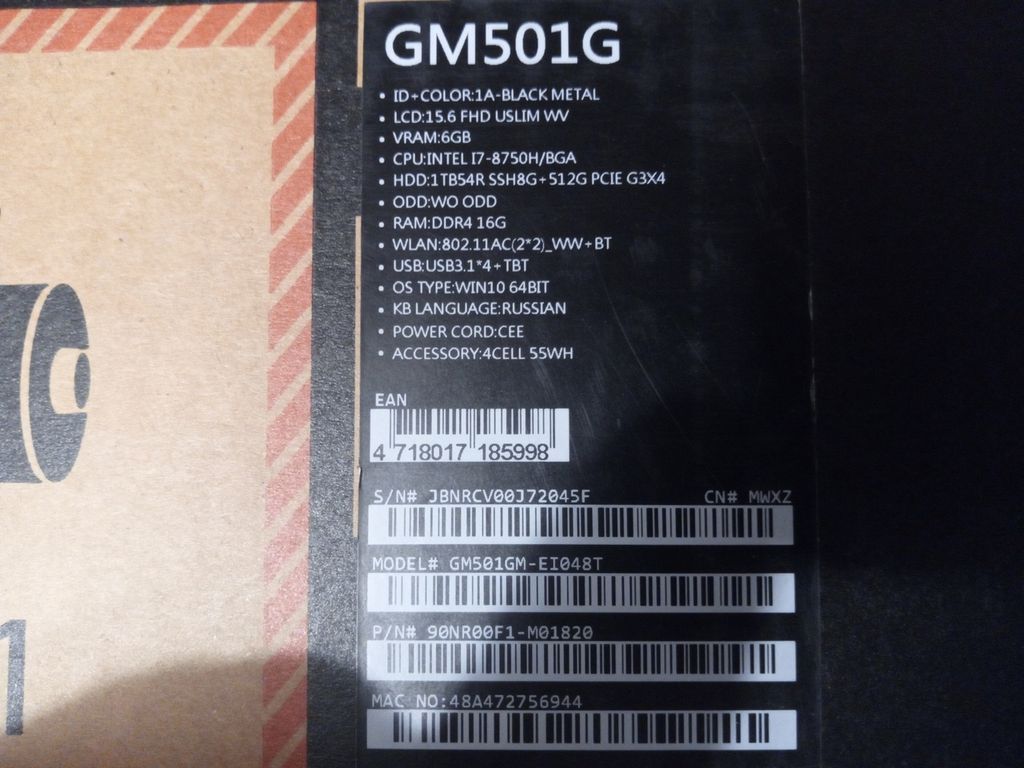 GM501G
• ID+COLOR:1A-BLACK METAL
• LCD:15.6 FHD USLIM WV
• VRAM:6GB
• CPU:INTEL I7-8750H/BGA
• HDD:1TB54R SSH8G+512G PCIE G3X4
• ODD:WO ODD
• RAM:DDR4 16G
• WLAN:802.11AC(2*2)_WW+BT
• USB:USB3.1*4+TBT
• OS TYPE:WIN10 64BIT
• KB LANGUAGE:RUSSIAN
• POWER CORD:CEE
• ACCESSORY:4CELL 55WH
EAN
4 718017 185998
S/N# JBNRCV00J72045F CN# MWXZ
MODEL# GM501GM-EI048T
P/N# 90NR00F1-M01820
MAC NO:48A472756944
1